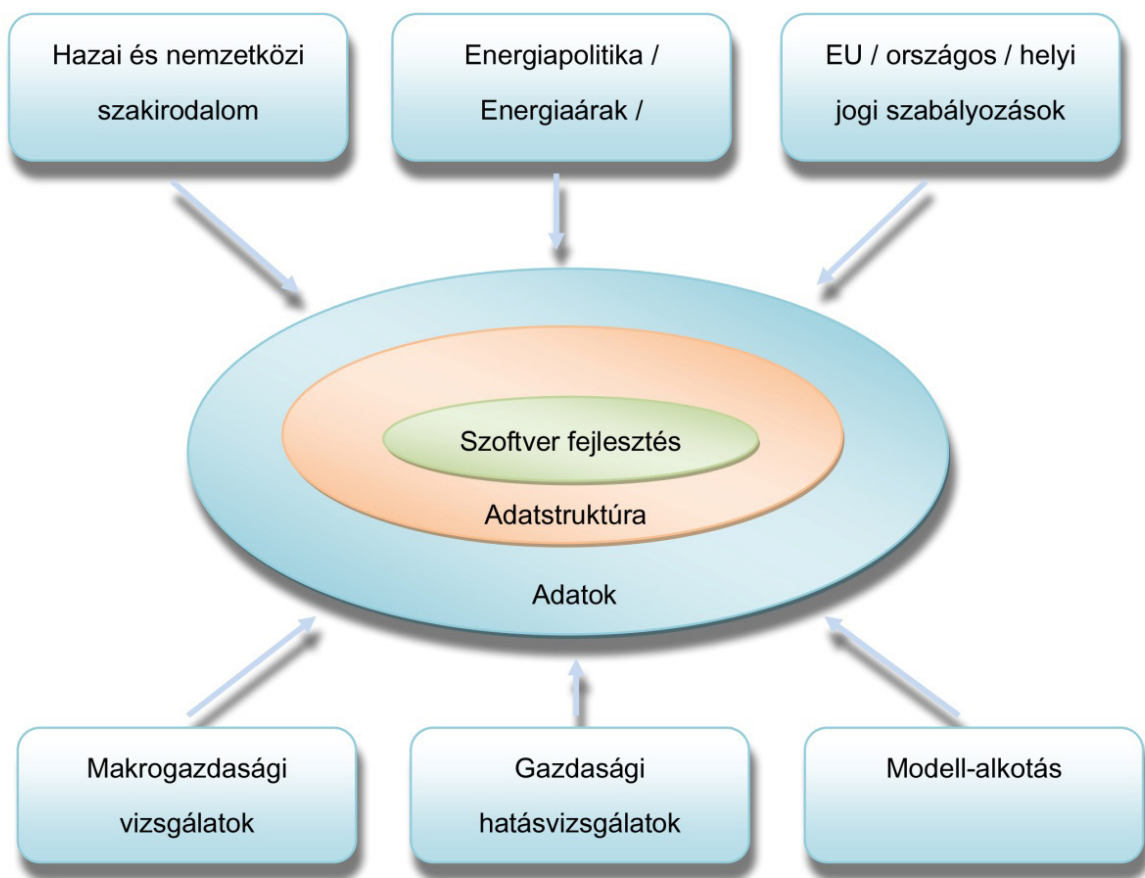 Hazai és nemzetközi
szakirodalom
Energiapolitika /
Energiaárak /
EU / országos / helyi
jogi szabályozások
Szoftver fejlesztés
Adatstruktúra
Adatok
Makrogazdasági
vizsgálatok
Gazdasági
hatásvizsgálatok
Modell-alkotás